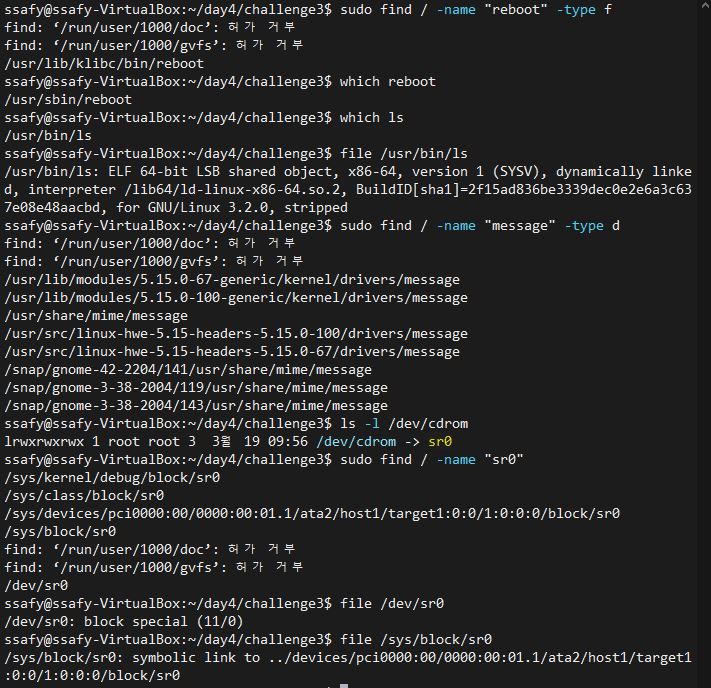 ssafy@ssafy-VirtualBox:~/day4/challenge3$ sudo find / -name "reboot" -type f
find: ‘/run/user/1000/doc’: 허가 거부
find: ‘/run/user/1000/gvfs’: 허가 거부
/usr/lib/klibc/bin/reboot
ssafy@ssafy-VirtualBox:~/day4/challenge3$ which reboot
/usr/sbin/reboot
ssafy@ssafy-VirtualBox:~/day4/challenge3$ which ls
/usr/bin/ls
ssafy@ssafy-VirtualBox:~/day4/challenge3$ file /usr/bin/ls
/usr/bin/ls: ELF 64-bit LSB shared object, x86-64, version 1 (SYSV), dynamically linke
d, interpreter /lib64/ld-linux-x86-64.so.2, BuildID[sha1]=2f15ad836be3339dec0e2e6a3c63
7e08e48aacbd, for GNU/Linux 3.2.0, stripped
ssafy@ssafy-VirtualBox:~/day4/challenge3$ sudo find / -name "message" -type d
find: ‘/run/user/1000/doc’: 허가 거부
find: ‘/run/user/1000/gvfs’: 허가 거부
/usr/lib/modules/5.15.0-67-generic/kernel/drivers/message
/usr/lib/modules/5.15.0-100-generic/kernel/drivers/message
/usr/share/mime/message
/usr/src/linux-hwe-5.15-headers-5.15.0-100/drivers/message
/usr/src/linux-hwe-5.15-headers-5.15.0-67/drivers/message
/snap/gnome-42-2204/141/usr/share/mime/message
/snap/gnome-3-38-2004/119/usr/share/mime/message
/snap/gnome-3-38-2004/143/usr/share/mime/message
ssafy@ssafy-VirtualBox:~/day4/challenge3$ ls -l /dev/cdrom
lrwxrwxrwx 1 root root 3  3월 19 09:56 /dev/cdrom -> sr0
ssafy@ssafy-VirtualBox:~/day4/challenge3$ sudo find / -name "sr0"
/sys/kernel/debug/block/sr0
/sys/class/block/sr0
/sys/devices/pci0000:00/0000:00:01.1/ata2/host1/target1:0:0/1:0:0:0/block/sr0
/sys/block/sr0
find: ‘/run/user/1000/doc’: 허가 거부
find: ‘/run/user/1000/gvfs’: 허가 거부
/dev/sr0
ssafy@ssafy-VirtualBox:~/day4/challenge3$ file /dev/sr0
/dev/sr0: block special (11/0)
ssafy@ssafy-VirtualBox:~/day4/challenge3$ file /sys/block/sr0
/sys/block/sr0: symbolic link to ../devices/pci0000:00/0000:00:01.1/ata2/host1/target1
:0:0/1:0:0:0/block/sr0